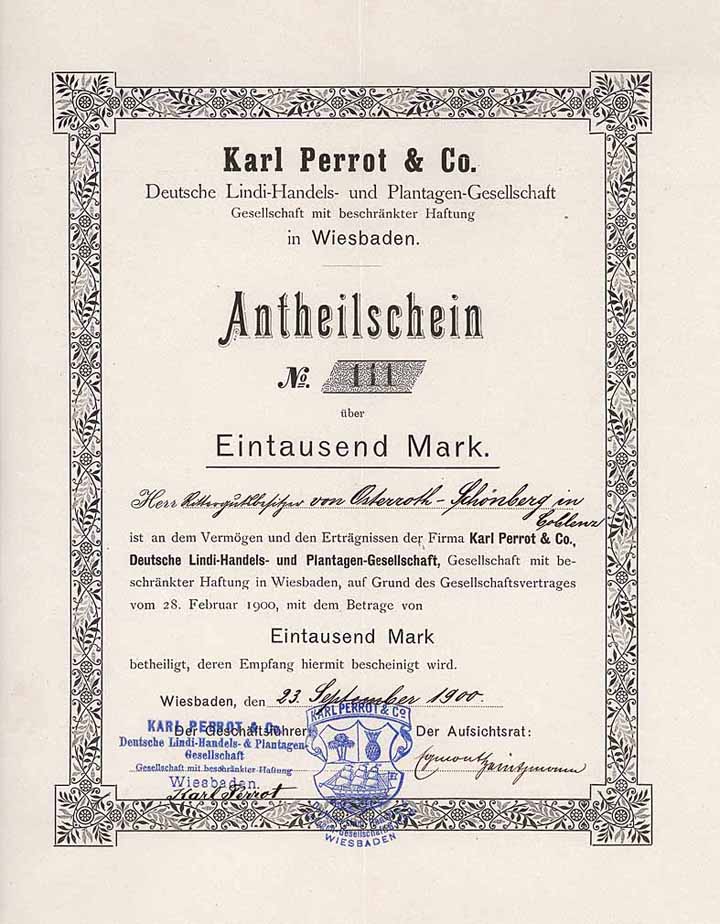 Karl Perrot & Co.
Deutsche Lindi-Handels- und Plantagen-Gesellschaft
Gesellschaft mit beschränkter Haftung
in Wiesbaden.
Antheilschein
No. 111
über
Eintausend Mark.
Herr Rittergutsbesitzer von Osterroth-Schönberg in
Coblenz
ist an dem Vermögen und den Erträgnissen der Firma Karl Perrot & Co.,
Deutsche Lindi-Handels- und Plantagen-Gesellschaft, Gesellschaft mit be-
schränkter Haftung in Wiesbaden, auf Grund des Gesellschaftsvertrages
vom 28. Februar 1900, mit dem Betrage von
Eintausend Mark
betheiligt, deren Empfang hiermit bescheinigt wird.
Wiesbaden, den 23. September 1900.
Der Geschäftsführer
Der Aufsichtsrat:
KARL PERROT & Co.
Deutsche Lindi-Handels- & Plantagen-
Gesellschaft
Gesellschaft mit beschränkter Haftung
Wiesbaden.
Karl Perrot
Egmont
KARL PERROT & Co
WIESBADEN